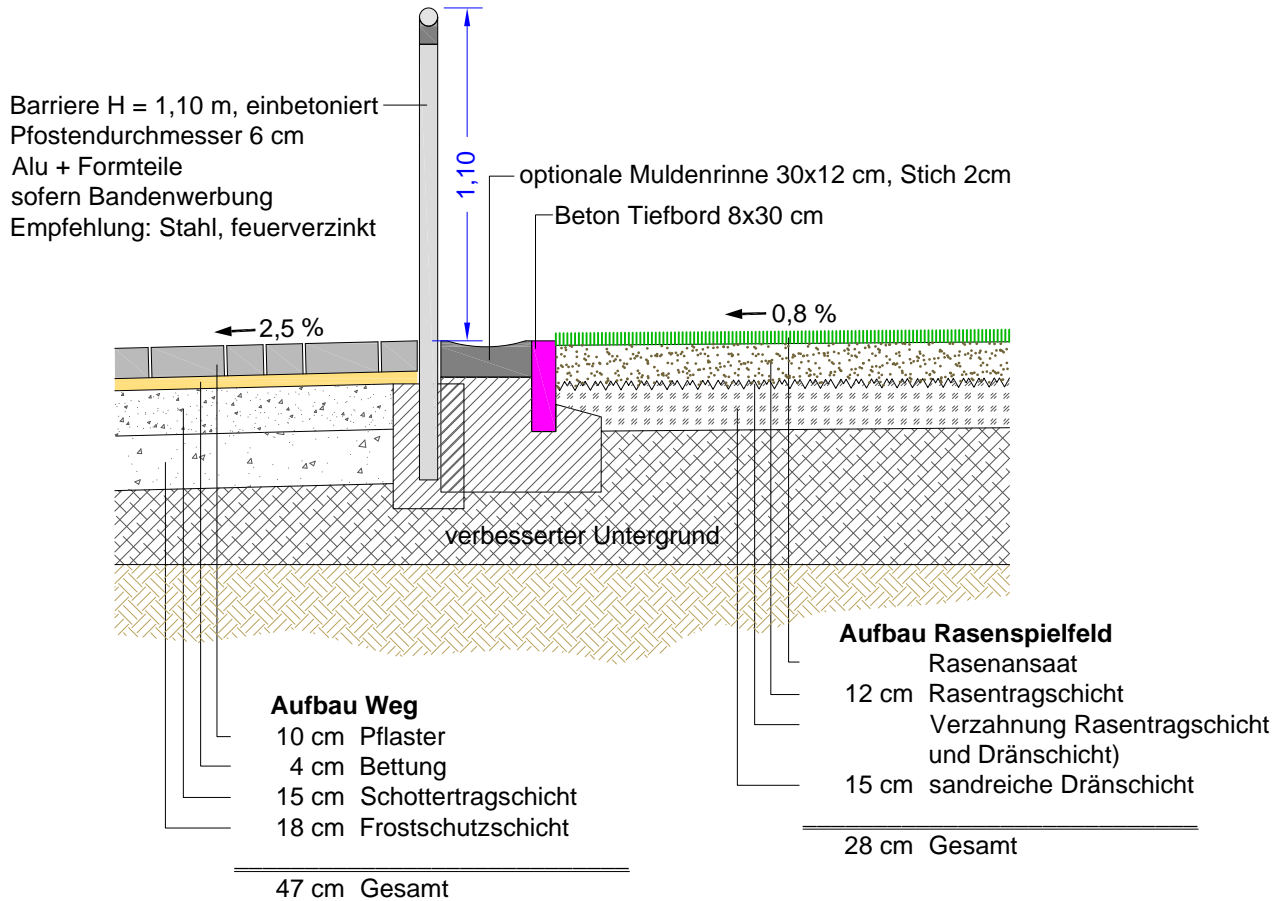 Barriere H = 1,10 m, einbetoniert
Pfostendurchmesser 6 cm
Alu + Formteile
sofern Bandenwerbung
Empfehlung: Stahl, feuerverzinkt
1,10
optionale Muldenrinne 30x12 cm, Stich 2cm
Beton Tiefbord 8x30 cm
2,5 %
0,8 %
verbesserter Untergrund
Aufbau Weg
10 cm Pflaster
4 cm Bettung
15 cm Schottertragschicht
18 cm Frostschutzschicht
47 cm Gesamt
Aufbau Rasenspielfeld
Rasenansaat
12 cm Rasentragschicht
Verzahnung Rasentragschicht
und Dränschicht)
15 cm sandreiche Dränschicht
28 cm Gesamt